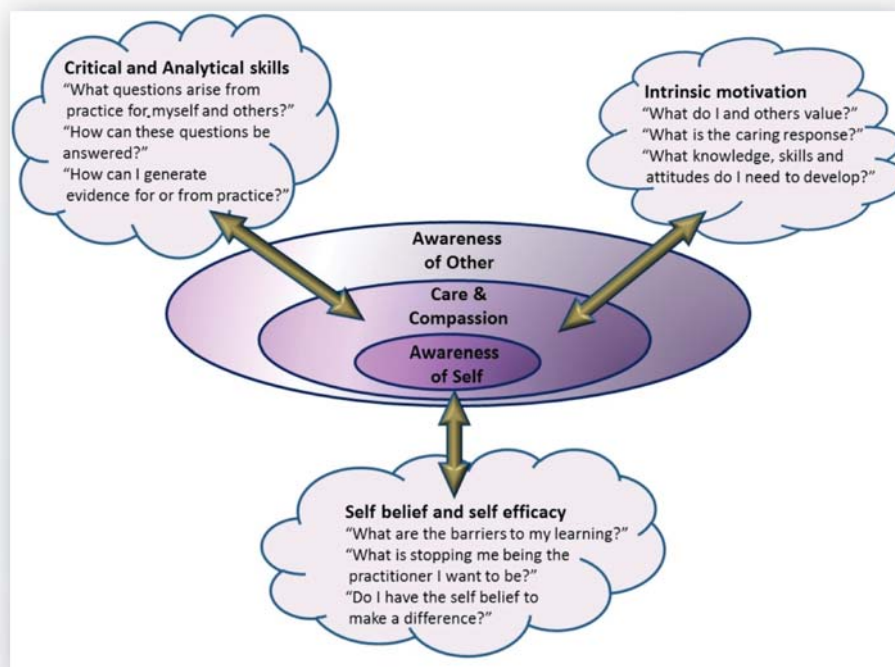 Critical and Analytical skills
“What questions arise from
practice for myself and others?”
“How can these questions be
answered?”
“How can I generate
evidence for or from practice?”
Intrinsic motivation
“What do I and others value?”
“What is the caring response?”
“What knowledge, skills and
attitudes do I need to develop?”
Awareness
of Other
Care &
Compassion
Awareness
of Self
Self belief and self efficacy
“What are the barriers to my learning?”
“What is stopping me being the
practitioner I want to be?”
“Do I have the self belief to
make a difference?”